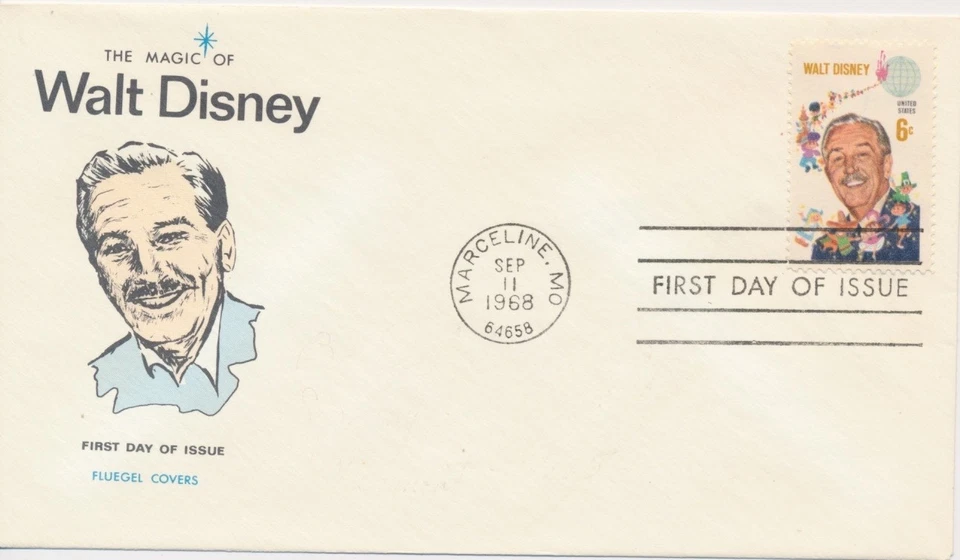 THE MAGIC OF
Walt Disney
FIRST DAY OF ISSUE
FLUEGEL COVERS
MARCELINE, MO
SEP
11
1968
64658
WALT DISNEY
UNITED
STATES
6c
FIRST DAY OF ISSUE